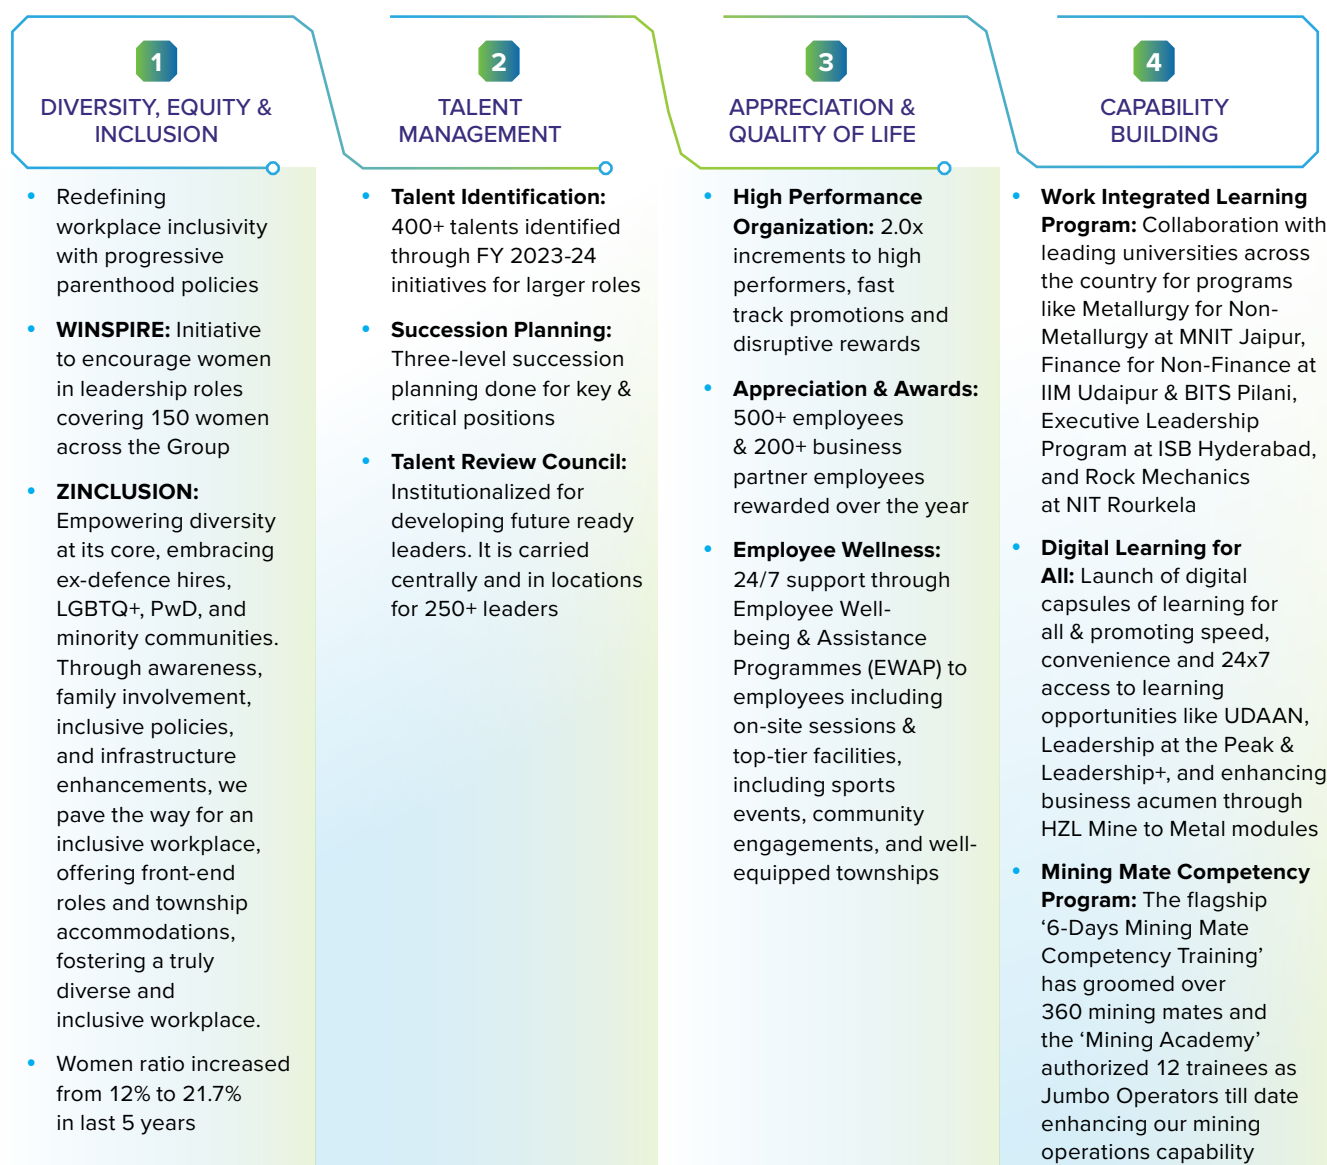 1
DIVERSITY, EQUITY &
INCLUSION
• Redefining
workplace inclusivity
with progressive
parenthood policies
• WINSPIRE: Initiative
to encourage women
in leadership roles
covering 150 women
across the Group
• ZINCLUSION:
Empowering diversity
at its core, embracing
ex-defence hires,
LGBTQ+, PwD, and
minority communities.
Through awareness,
family involvement,
inclusive policies,
and infrastructure
enhancements, we
pave the way for an
inclusive workplace,
offering front-end
roles and township
accommodations,
fostering a truly
diverse and
inclusive workplace.
• Women ratio increased
from 12% to 21.7%
in last 5 years
2
TALENT
MANAGEMENT
• Talent Identification:
400+ talents identified
through FY 2023-24
initiatives for larger roles
• Succession Planning:
Three-level succession
planning done for key &
critical positions
• Talent Review Council:
Institutionalized for
developing future ready
leaders. It is carried
centrally and in locations
for 250+ leaders
3
APPRECIATION &
QUALITY OF LIFE
• High Performance
Organization: 2.0x
increments to high
performers, fast
track promotions and
disruptive rewards
• Appreciation & Awards:
500+ employees
& 200+ business
partner employees
rewarded over the year
• Employee Wellness:
24/7 support through
Employee Well-
being & Assistance
Programmes (EWAP) to
employees including
on-site sessions &
top-tier facilities,
including sports
events, community
engagements, and well-
equipped townships
4
CAPABILITY
BUILDING
• Work Integrated Learning
Program: Collaboration with
leading universities across
the country for programs
like Metallurgy for Non-
Metallurgy at MNIT Jaipur,
Finance for Non-Finance at
IIM Udaipur & BITS Pilani,
Executive Leadership
Program at ISB Hyderabad,
and Rock Mechanics
at NIT Rourkela
• Digital Learning for
All: Launch of digital
capsules of learning for
all & promoting speed,
convenience and 24x7
access to learning
opportunities like UDAAN,
Leadership at the Peak &
Leadership+, and enhancing
business acumen through
HZL Mine to Metal modules
• Mining Mate Competency
Program: The flagship
‘6-Days Mining Mate
Competency Training’
has groomed over
360 mining mates and
the ‘Mining Academy’
authorized 12 trainees as
Jumbo Operators till date
enhancing our mining
operations capability